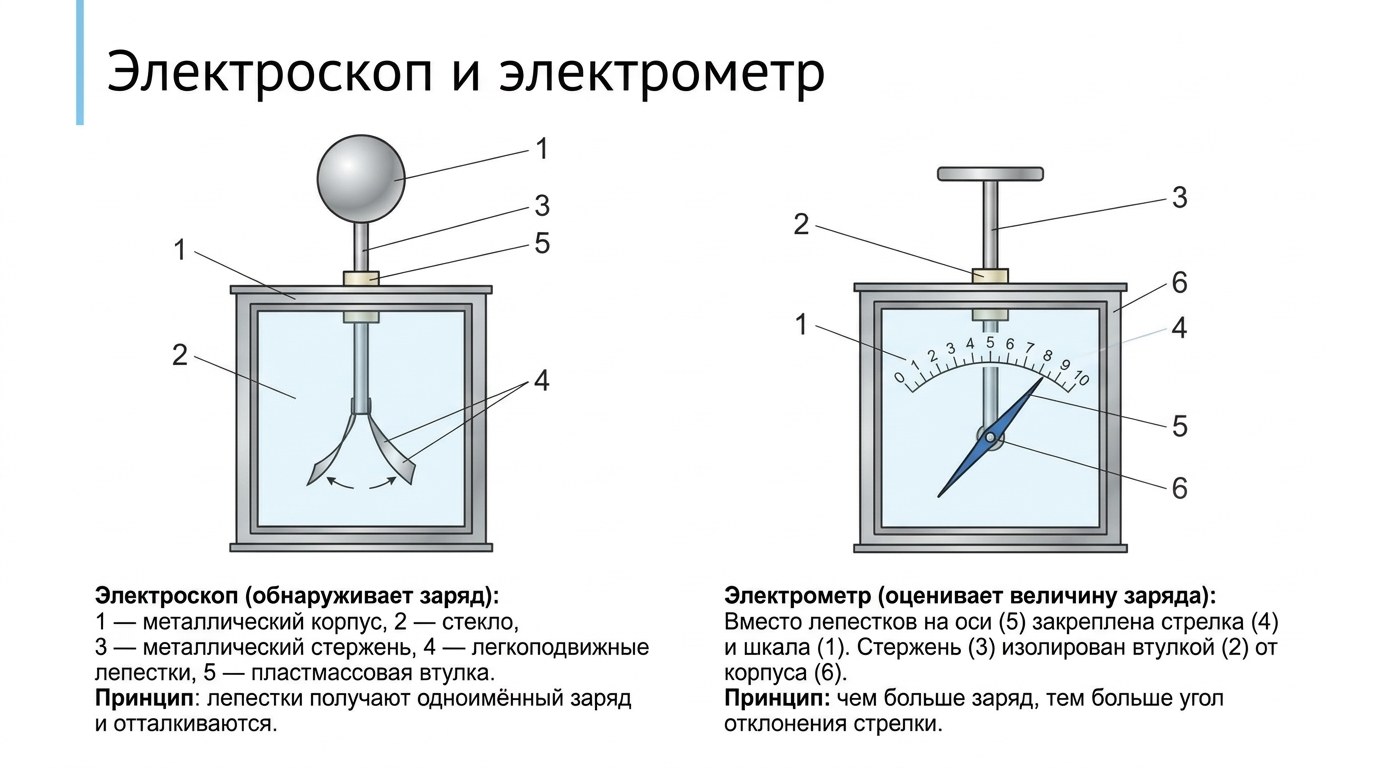 Электроскоп и электрометр
1
3
5
1
2
4
2
3
6
1
4
0 1 2 3 4 5 6 7 8 9 10
5
6
Электроскоп (обнаруживает заряд):
1 — металлический корпус, 2 — стекло,
3 — металлический стержень, 4 — легкоподвижные
лепестки, 5 — пластмассовая втулка.
Принцип: лепестки получают одноимённый заряд
и отталкиваются.
Электрометр (оценивает величину заряда):
Вместо лепестков на оси (5) закреплена стрелка (4)
и шкала (1). Стержень (3) изолирован втулкой (2) от
корпуса (6).
Принцип: чем больше заряд, тем больше угол
отклонения стрелки.